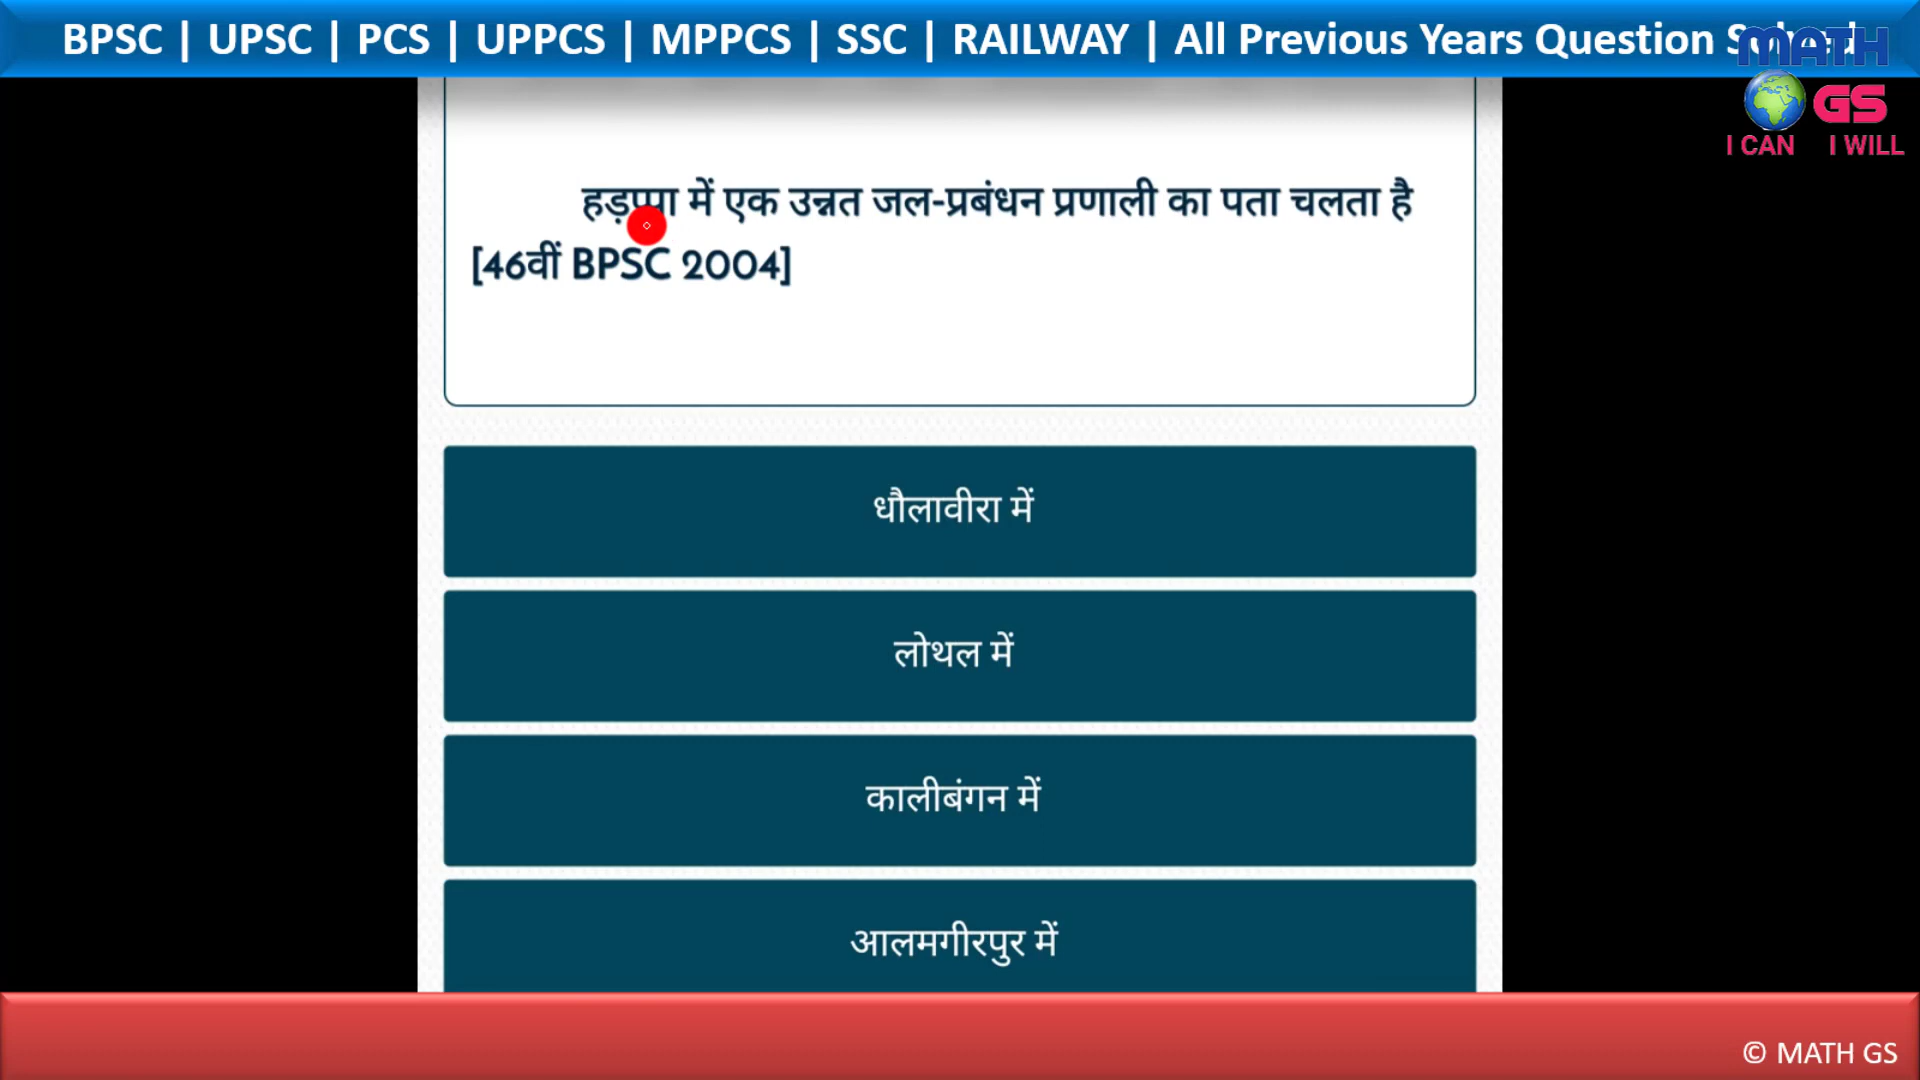 BPSC | UPSC | PCS | UPPCS | MPPCS | SSC | RAILWAY | All Previous Years Question
MATH
GS
I CAN I WILL
हड़प्पा में एक उन्नत जल-प्रबंधन प्रणाली का पता चलता है
[46वीं BPSC 2004]
धौलावीरा में
लोथल में
कालीबंगन में
आलमगीरपुर में
© MATH GS